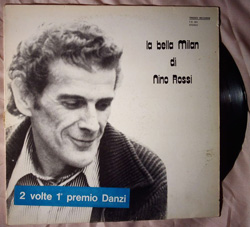 la bella Milan
di
Nino Rossi
2 volte 1° premio Danzi